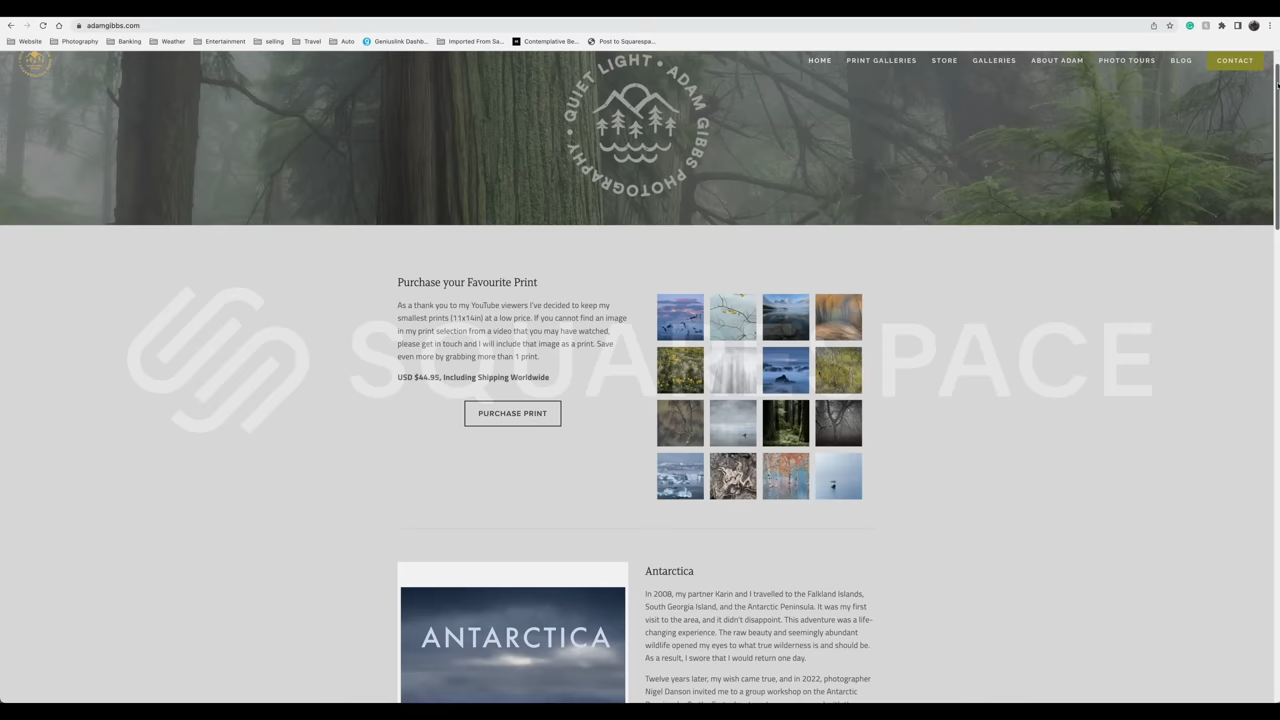 adamgibbs.com
Website Photography Banking Weather Entertainment selling Travel Auto Geniuslink Dashb... Imported From Sa... Contemplative Be... Post to Squarespa...
HOME PRINT GALLERIES STORE GALLERIES ABOUT ADAM PHOTO TOURS BLOG CONTACT
QUIET LIGHT • ADAM GIBBS PHOTOGRAPHY •
Purchase your Favourite Print
As a thank you to my YouTube viewers I've decided to keep my
smallest prints (11x14in) at a low price. If you cannot find an image
in my print selection from a video that you may have watched,
please get in touch and I will include that image as a print. Save
even more by grabbing more than 1 print.
USD $44.95, Including Shipping Worldwide
PURCHASE PRINT
SQUARESPACE
ANTARCTICA
Antarctica
In 2008, my partner Karin and I travelled to the Falkland Islands,
South Georgia Island, and the Antarctic Peninsula. It was my first
visit to the area, and it didn't disappoint. This adventure was a life-
changing experience. The raw beauty and seemingly abundant
wildlife opened my eyes to what true wilderness is and should be.
As a result, I swore that I would return one day.
Twelve years later, my wish came true, and in 2022, photographer
Nigel Danson invited me to a group workshop on the Antarctic